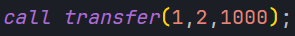 call transfer(1,2,1000);